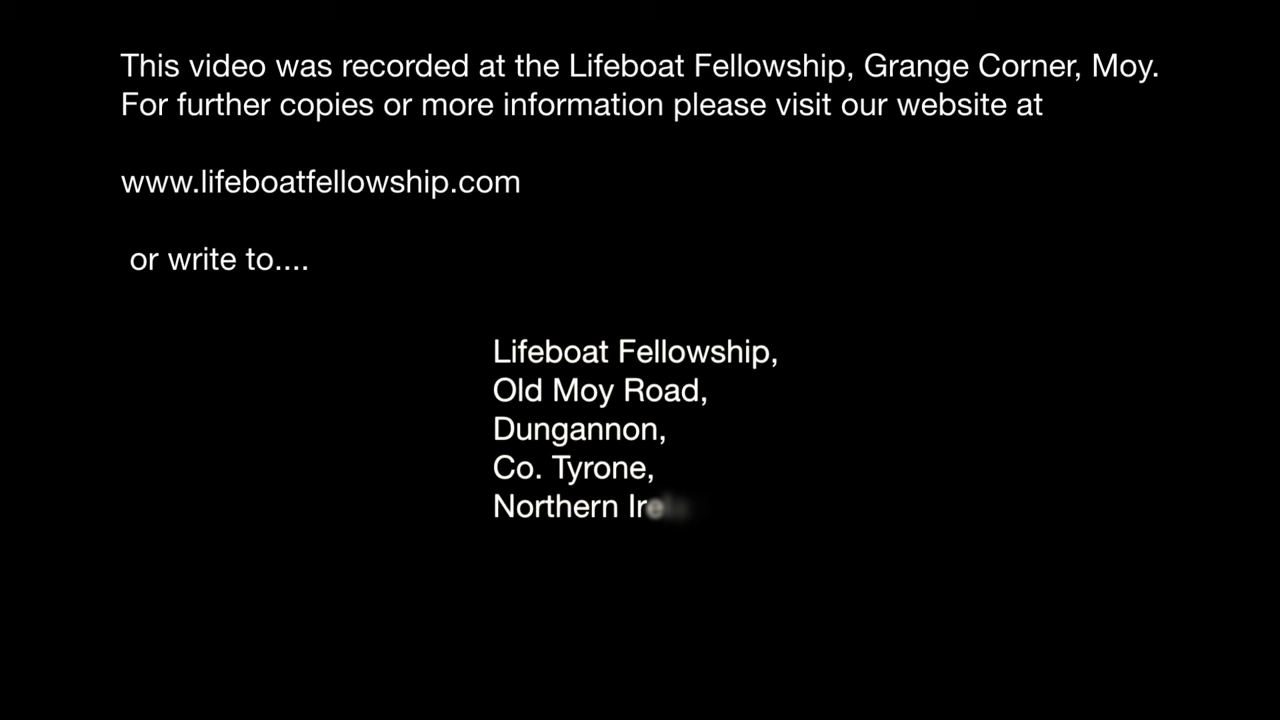 This video was recorded at the Lifeboat Fellowship, Grange Corner, Moy.
For further copies or more information please visit our website at
www.lifeboatfellowship.com
or write to....
Lifeboat Fellowship,
Old Moy Road,
Dungannon,
Co. Tyrone,
Northern